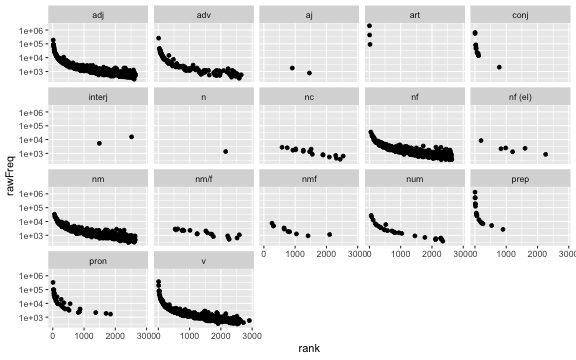 adj adv aj art conj
1e+06
1e+05
1e+04
1e+03
interj n nc nf nf (el)
1e+06
1e+05
1e+04
1e+03
nm nm/f nmf num prep
1e+06
1e+05
1e+04
1e+03
0 1000 2000 3000 0 1000 2000 3000 0 1000 2000 3000
pron v
1e+06
1e+05
1e+04
1e+03
0 1000 2000 3000 0 1000 2000 3000
rawFreq
rank